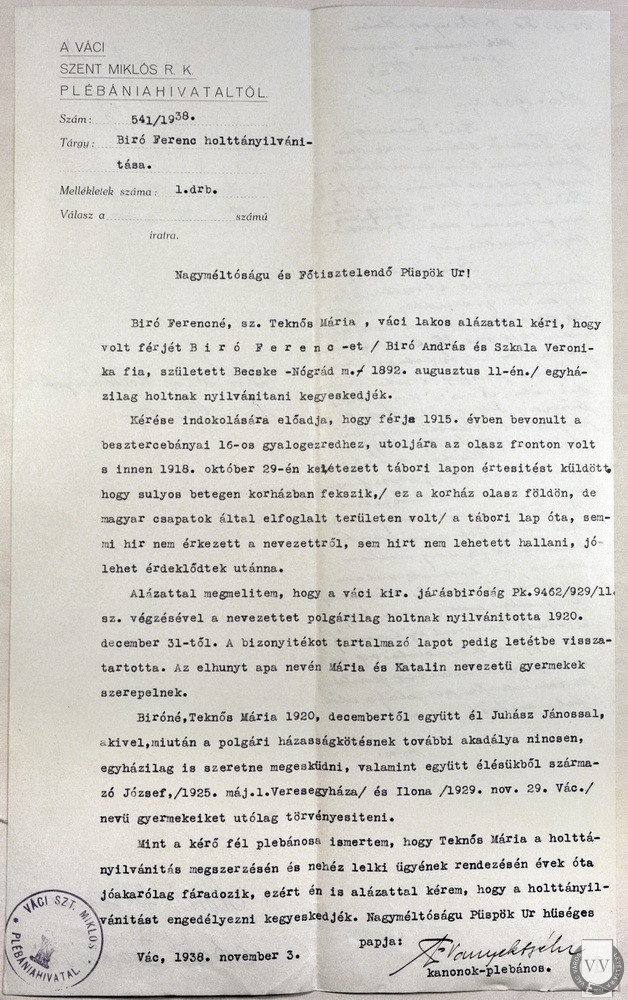 A VÁCI
SZENT MIKLÓS R. K.
PLÉBÁNIAHIVATALTÓL.
Szám: 541/1938.
Tárgy: Biró Ferenc holttányilváni-
tása.
Mellékletek száma: 1.drb.
Válasz a számú
iratra.
Nagyméltóságu és Főtisztelendő Püspök Ur!
Biró Ferencné, sz. Teknős Mária , váci lakos alázattal kéri, hogy
volt férjét B i r ó F e r e n c -et / Biró András és Szkala Veroni-
ka fia, született Becske -Nógrád m./ 1892. augusztus 11-én./ egyhá-
zilag holtnak nyilvánitani kegyeskedjék.
Kérése indokolására előadja, hogy férje 1915. évben bevonult a
besztercebányai 16-os gyalogezredhez, utoljára az olasz fronton volt
s innen 1918. október 29-én keltezett tábori lapon értesitést küldött,
hogy sulyos betegen korházban fekszik,/ ez a korház olasz földön, de
magyar csapatok által elfoglalt területen volt/ a tábori lap óta, sem-
mi hir nem érkezett a nevezettről, sem hirt nem lehetett hallani, jó-
lehet érdeklődtek utánna.
Alázattal megmelitem, hogy a váci kir. járásbiróság Pk.9462/929/11.
sz. végzésével a nevezettet polgárilag holtnak nyilvánitotta 1920.
december 31-től. A bizonyitékot tartalmazó lapot pedig letétbe vissza-
tartotta. Az elhunyt apa nevén Mária és Katalin nevezetü gyermekek
szerepelnek.
Biróné,Teknős Mária 1920, decembertől együtt él Juhász Jánossal,
akivel,miután a polgári házasságkötésnek további akadálya nincsen,
egyházilag is szeretne megesküdni, valamint együtt élésükből szárma-
zó József,/1925. máj.1.Veresegyháza/ és Ilona /1929. nov. 29. Vác./
nevü gyermekeiket utólag törvényesiteni.
Mint a kérő fél plebánosa ismertem, hogy Teknős Mária a holttá-
nyilvánitás megszerzésén és nehéz lelki ügyének rendezésén évek óta
jóakarólag fáradozik, ezért én is alázattal kérem, hogy a holttányil-
vánitást engedélyezni kegyeskedjék. Nagyméltóságu Püspök Ur hüséges
papja:
Vác, 1938. november 3.
kanonok-plebános.
VÁCI SZT. MIKLÓS
PLÉBÁNIAHIVATAL
VV